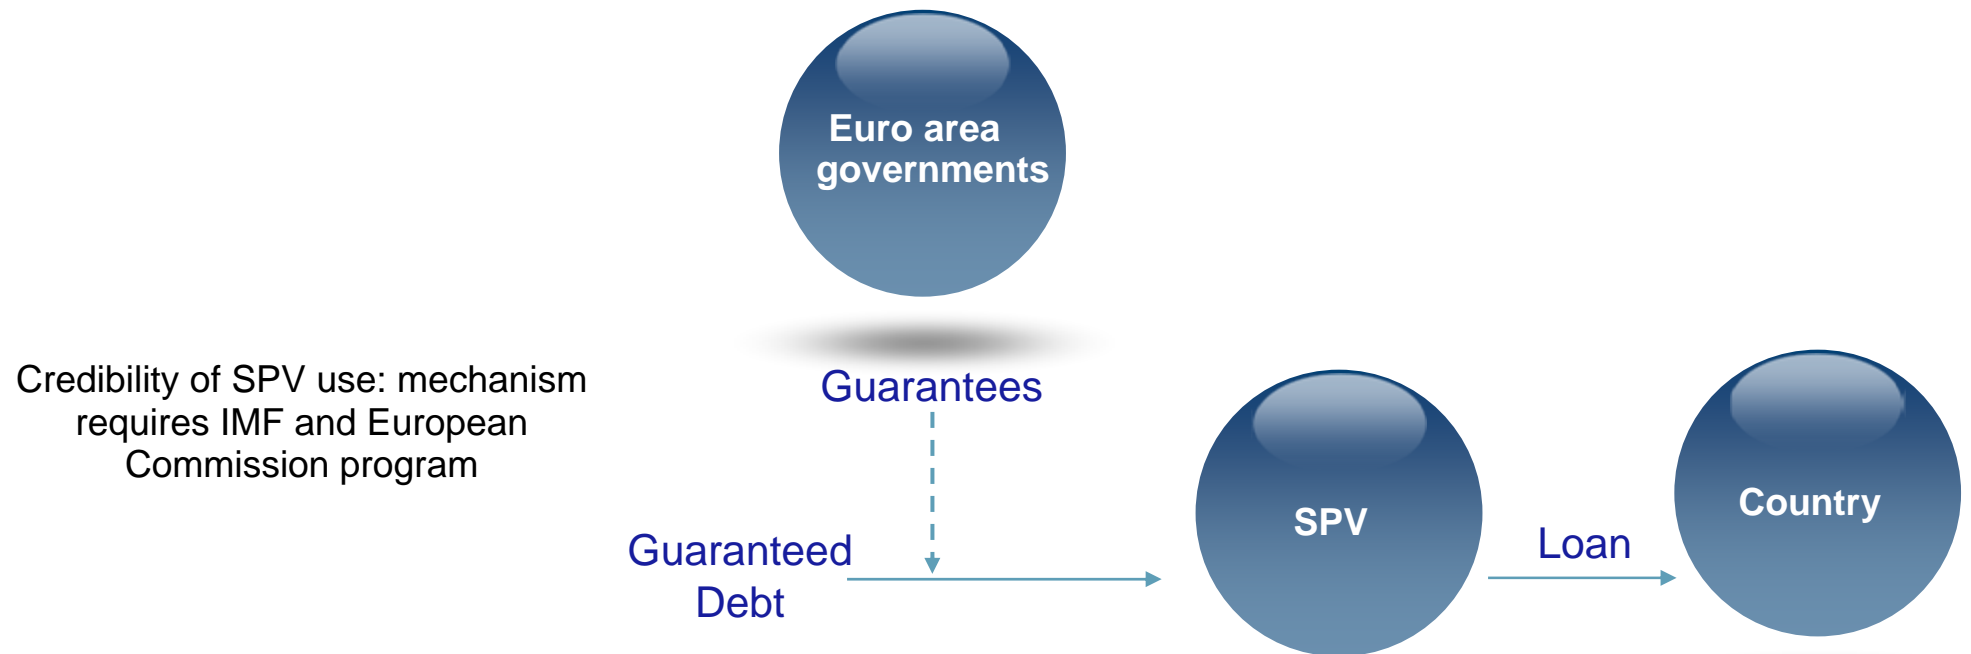 Euro area
governments
Credibility of SPV use: mechanism
requires IMF and European
Commission program
Guarantees
Guaranteed
Debt
SPV
Loan
Country